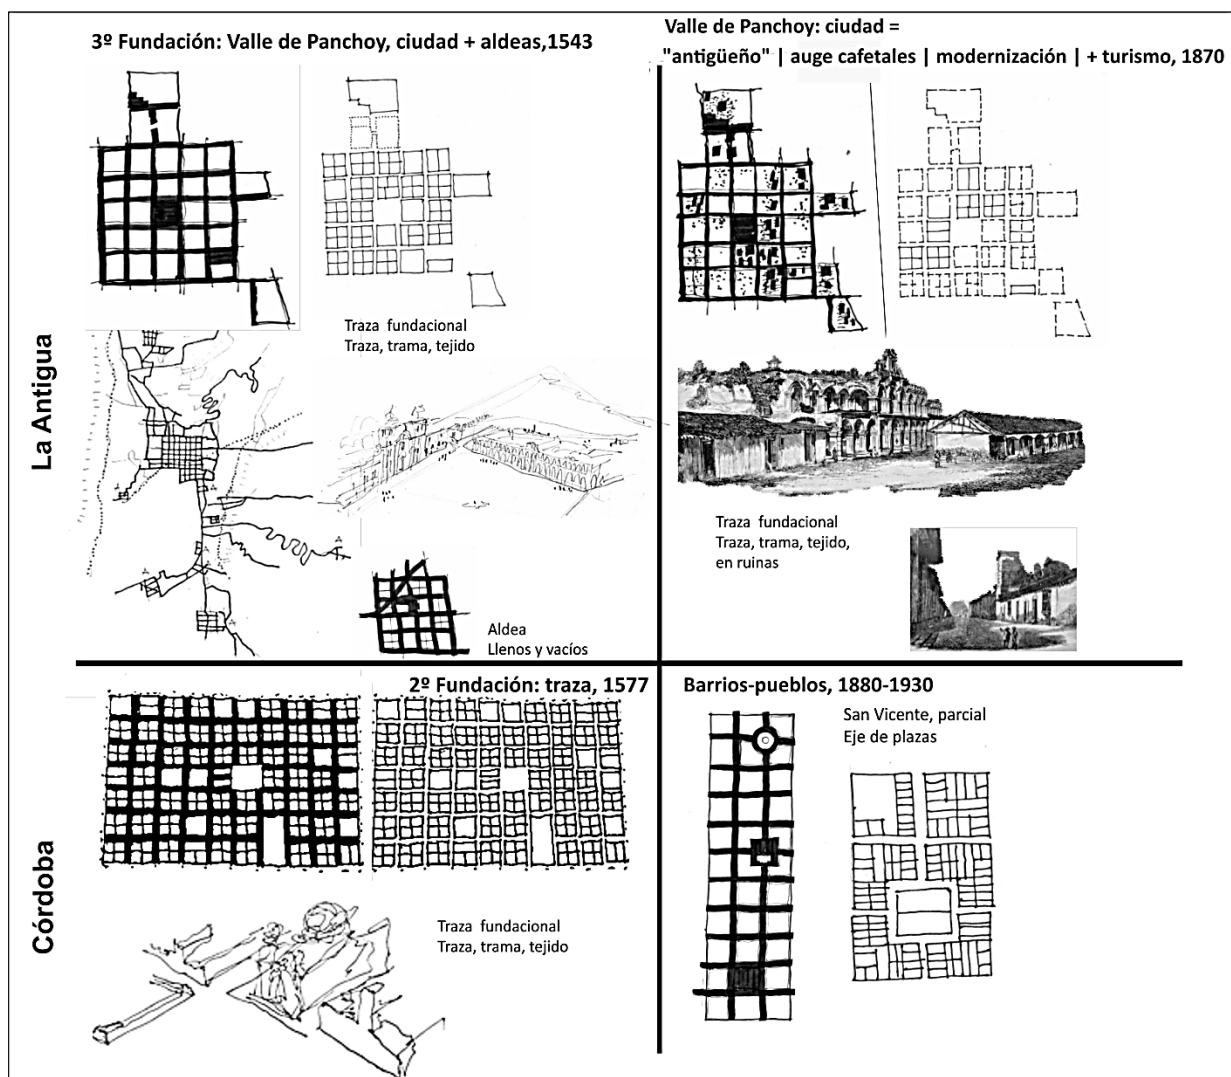 3º Fundación: Valle de Panchoy, ciudad + aldeas,1543
Valle de Panchoy: ciudad =
"antigüeño" | auge cafetales | modernización | + turismo, 1870
La Antigua
Traza fundacional
Traza, trama, tejido
Aldea
Llenos y vacíos
Traza fundacional
Traza, trama, tejido,
en ruinas
Córdoba
2º Fundación: traza, 1577
Traza fundacional
Traza, trama, tejido
Barrios-pueblos, 1880-1930
San Vicente, parcial
Eje de plazas